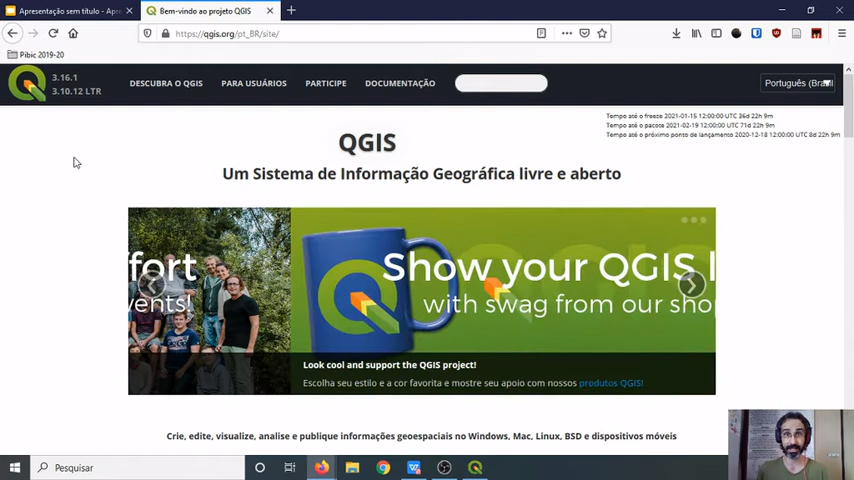 Apresentação sem título - Apre
Bem-vindo ao projeto QGIS
https://qgis.org/pt_BR/site/
Pibic 2019-20
3.16.1
3.10.12 LTR
DESCUBRA O QGIS
PARA USUÁRIOS
PARTICIPE
DOCUMENTAÇÃO
Português (Brasil
Tempo até o freeze 2021-01-15 12:00:00 UTC 36d 22h 9m
Tempo até o pacote 2021-02-19 12:00:00 UTC 71d 22h 9m
Tempo até o próximo ponto de lançamento 2020-12-18 12:00:00 UTC 8d 22h 9m
QGIS
Um Sistema de Informação Geográfica livre e aberto
ffort
vents!
Show your QGIS l
with swag from our shop
Look cool and support the QGIS project!
Escolha seu estilo e a cor favorita e mostre seu apoio com nossos produtos QGIS!
Crie, edite, visualize, analise e publique informações geoespaciais no Windows, Mac, Linux, BSD e dispositivos móveis
Pesquisar